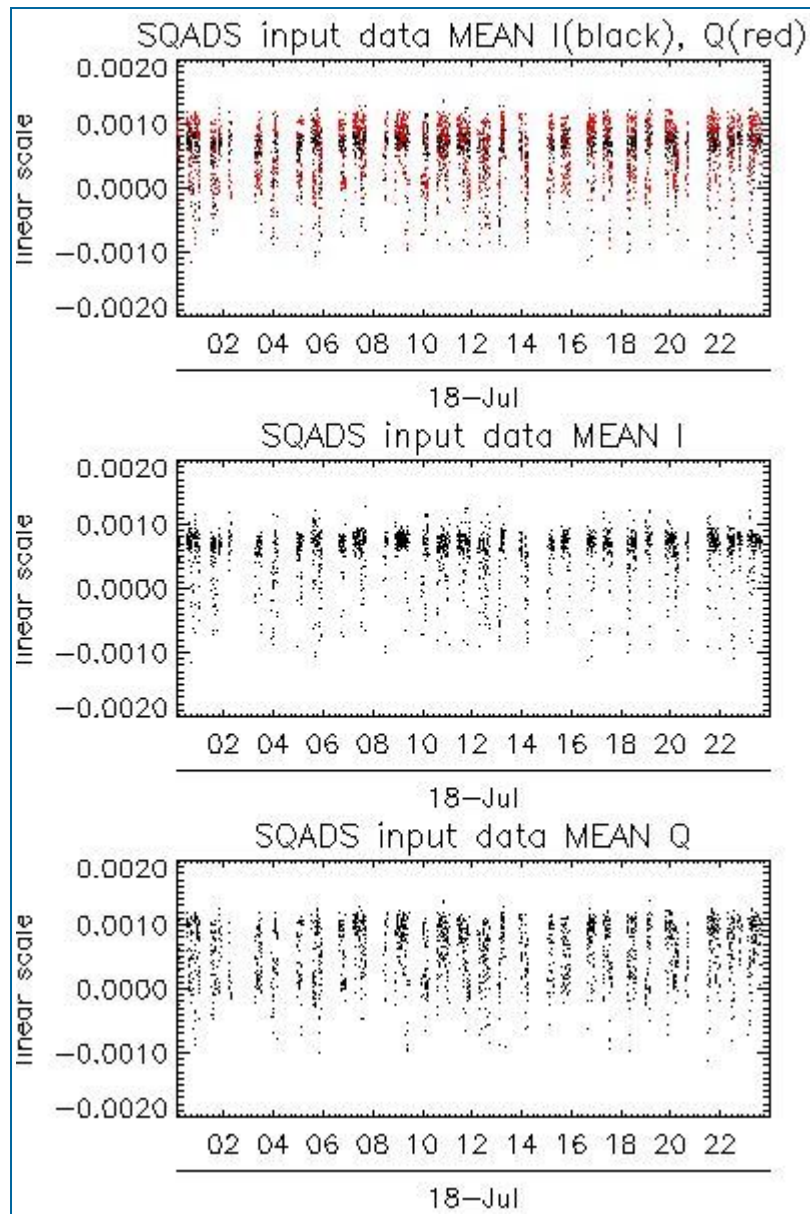 SQADS input data MEAN I(black), Q(red)
0.0020
0.0010
0.0000
−0.0010
−0.0020
linear scale
02 04 06 08 10 12 14 16 18 20 22
18−Jul
SQADS input data MEAN I
0.0020
0.0010
0.0000
−0.0010
−0.0020
linear scale
02 04 06 08 10 12 14 16 18 20 22
18−Jul
SQADS input data MEAN Q
0.0020
0.0010
0.0000
−0.0010
−0.0020
linear scale
02 04 06 08 10 12 14 16 18 20 22
18−Jul